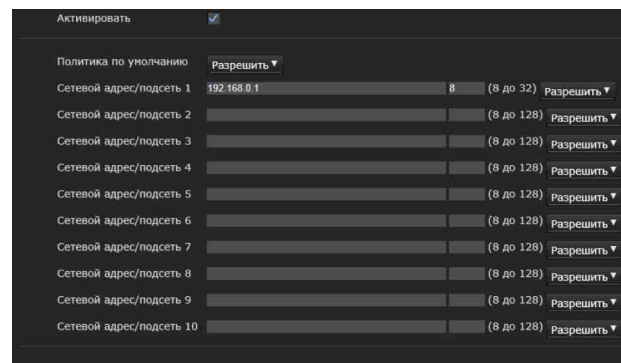 Активировать
Политика по умолчанию Разрешить
Сетевой адрес/подсеть 1 192.168.0.1 8 (8 до 32) Разрешить
Сетевой адрес/подсеть 2 (8 до 128) Разрешить
Сетевой адрес/подсеть 3 (8 до 128) Разрешить
Сетевой адрес/подсеть 4 (8 до 128) Разрешить
Сетевой адрес/подсеть 5 (8 до 128) Разрешить
Сетевой адрес/подсеть 6 (8 до 128) Разрешить
Сетевой адрес/подсеть 7 (8 до 128) Разрешить
Сетевой адрес/подсеть 8 (8 до 128) Разрешить
Сетевой адрес/подсеть 9 (8 до 128) Разрешить
Сетевой адрес/подсеть 10 (8 до 128) Разрешить